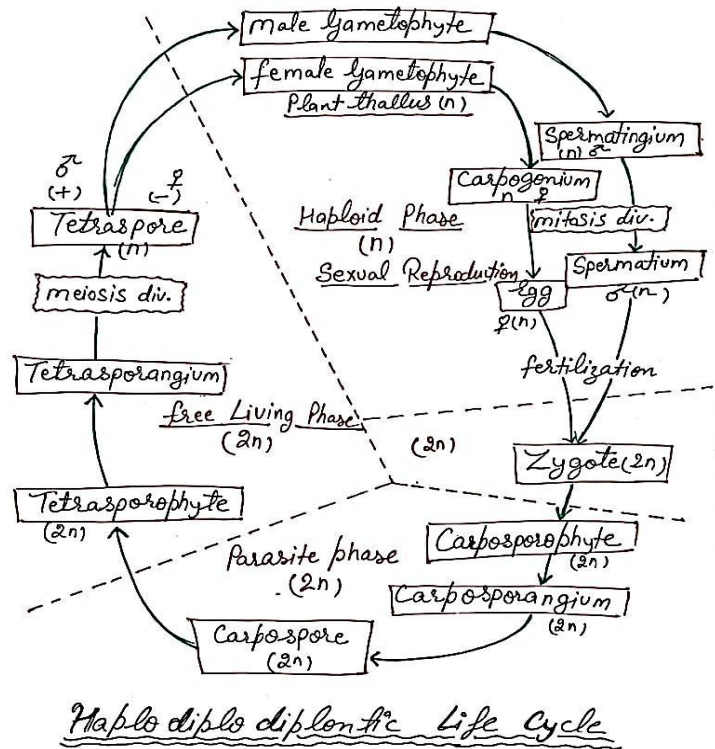 male Gametophyte
female Gametophyte
Plant thallus (n)
Spermatingium
(n) ♂
Carpogonium
n ♀
mitosis div.
Haploid Phase
(n)
Sexual Reproduction
Spermatium
♂(n)
Egg
♀(n)
fertilization
♂
(+)
♀
(-)
Tetraspore
(n)
meiosis div.
Tetrasporangium
free Living Phase
(2n)
(2n)
Zygote (2n)
Tetrasporophyte
(2n)
Carposporophyte
(2n)
Parasite phase
(2n)
Carposporangium
(2n)
Carpospore
(2n)
Haplo diplo diplontic Life Cycle